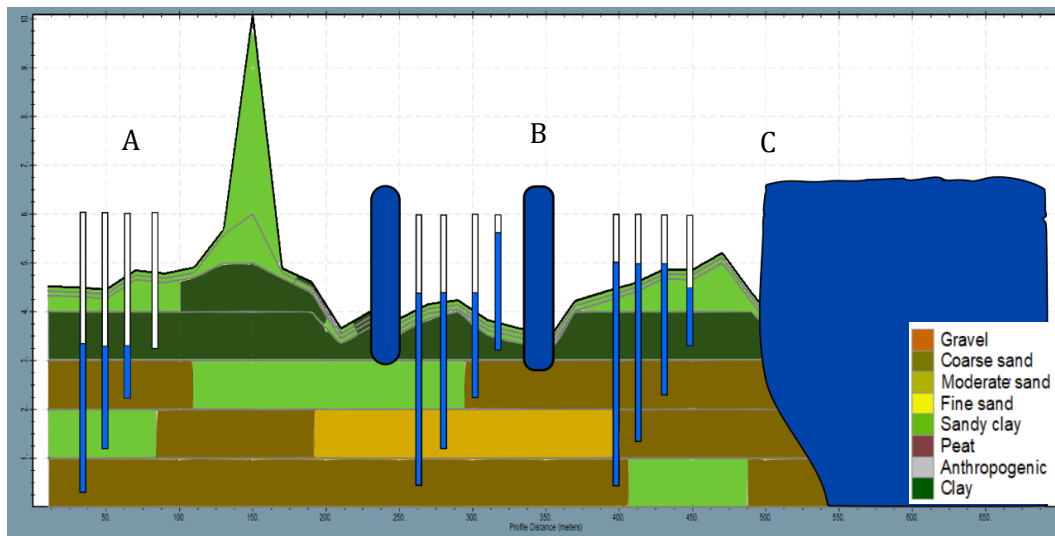 10.
9.
8.
7.
6.
5.
4.
3.
2.
1.
A
B
C
Gravel
Coarse sand
Moderate sand
Fine sand
Sandy clay
Peat
Anthropogenic
Clay
50. 100. 150. 200. 250. 300. 350. 400. 450. 500. 550. 600. 650.
Profile Distance (meters)